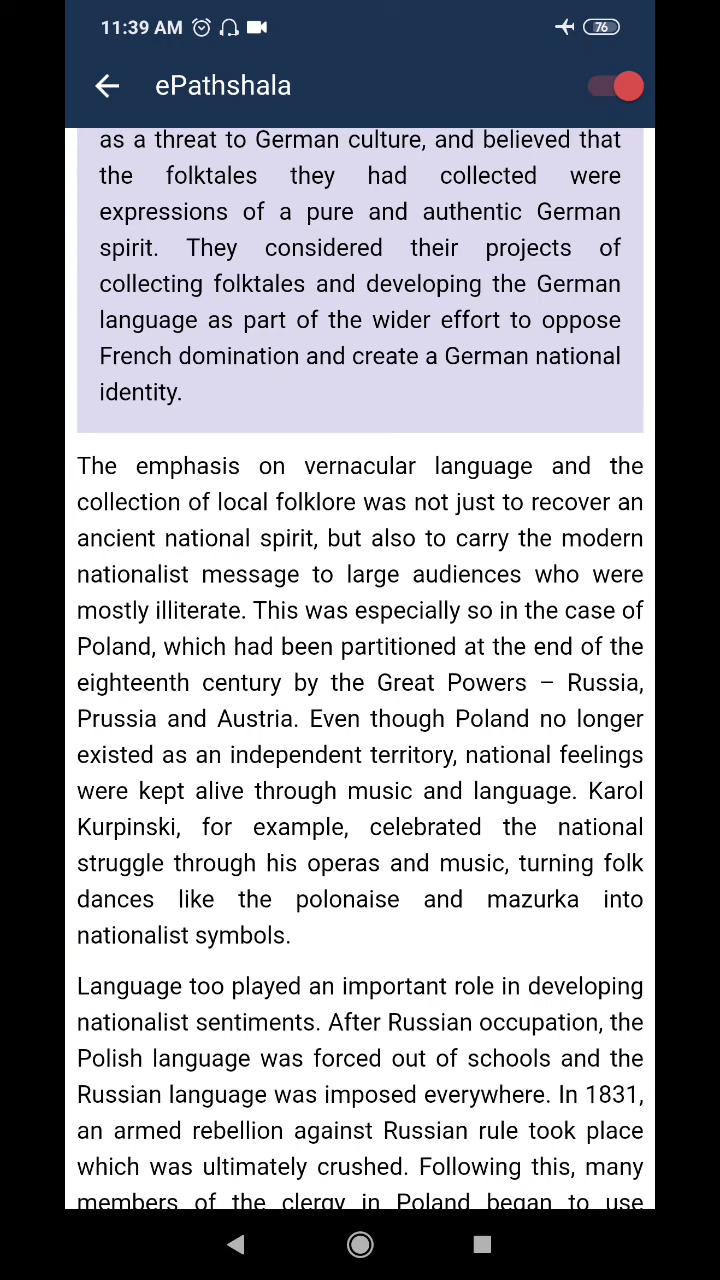 11:39 AM
76
ePathshala
as a threat to German culture, and believed that
the folktales they had collected were
expressions of a pure and authentic German
spirit. They considered their projects of
collecting folktales and developing the German
language as part of the wider effort to oppose
French domination and create a German national
identity.
The emphasis on vernacular language and the
collection of local folklore was not just to recover an
ancient national spirit, but also to carry the modern
nationalist message to large audiences who were
mostly illiterate. This was especially so in the case of
Poland, which had been partitioned at the end of the
eighteenth century by the Great Powers – Russia,
Prussia and Austria. Even though Poland no longer
existed as an independent territory, national feelings
were kept alive through music and language. Karol
Kurpinski, for example, celebrated the national
struggle through his operas and music, turning folk
dances like the polonaise and mazurka into
nationalist symbols.
Language too played an important role in developing
nationalist sentiments. After Russian occupation, the
Polish language was forced out of schools and the
Russian language was imposed everywhere. In 1831,
an armed rebellion against Russian rule took place
which was ultimately crushed. Following this, many
members of the clergy in Poland began to use